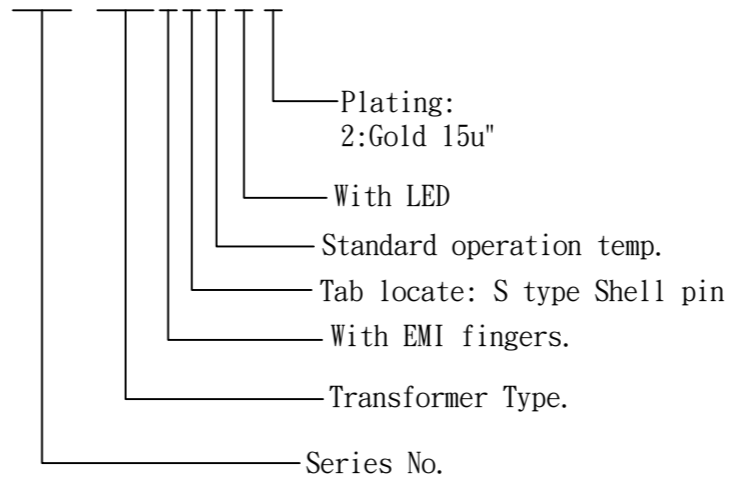 Plating:
2:Gold 15u"
With LED
Standard operation temp.
Tab locate: S type Shell pin
With EMI fingers.
Transformer Type.
Series No.